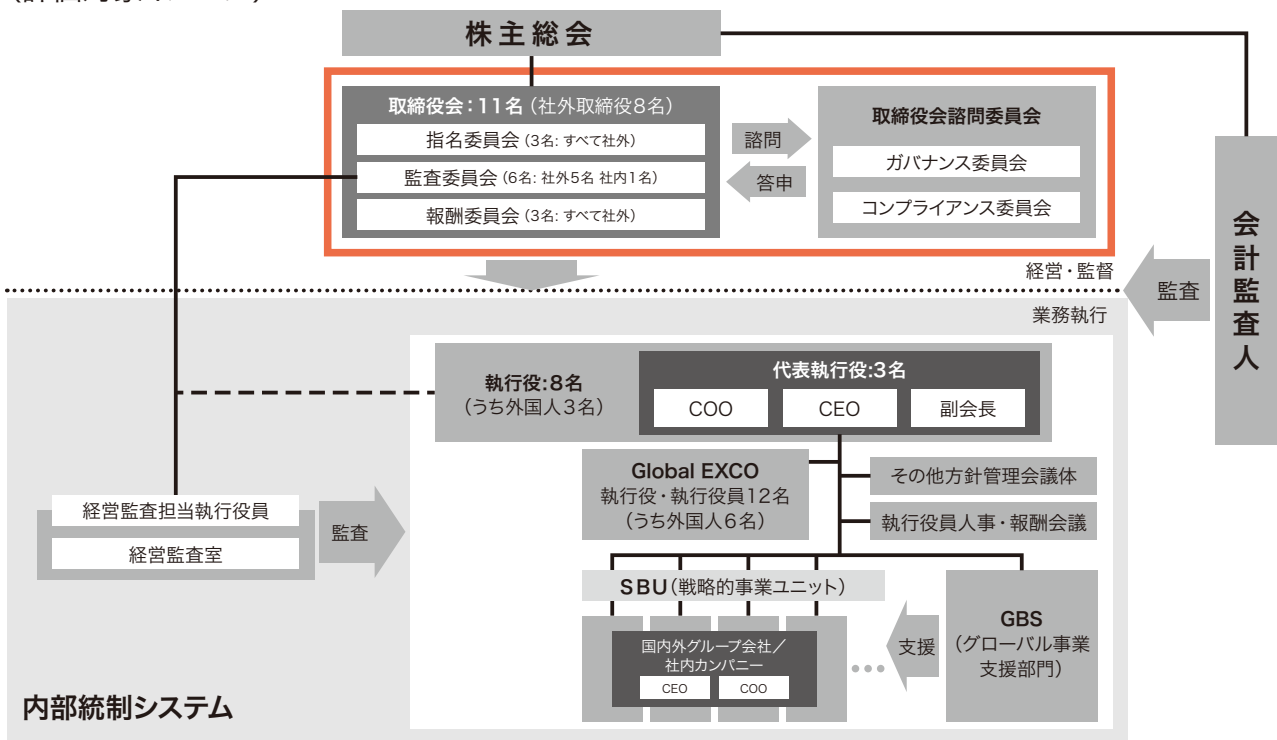 株主総会
取締役会：11名（社外取締役8名）
指名委員会（3名: すべて社外）
監査委員会（6名: 社外5名 社内1名）
報酬委員会（3名: すべて社外）
諮問
答申
取締役会諮問委員会
ガバナンス委員会
コンプライアンス委員会
会計監査人
監査
経営・監督
業務執行
執行役:8名
（うち外国人3名）
代表執行役:3名
COO
CEO
副会長
Global EXCO
執行役・執行役員12名
（うち外国人6名）
その他方針管理会議体
執行役員人事・報酬会議
経営監査担当執行役員
経営監査室
監査
SBU（戦略的事業ユニット）
国内外グループ会社／
社内カンパニー
CEO
COO
支援
GBS
（グローバル事業
支援部門）
内部統制システム